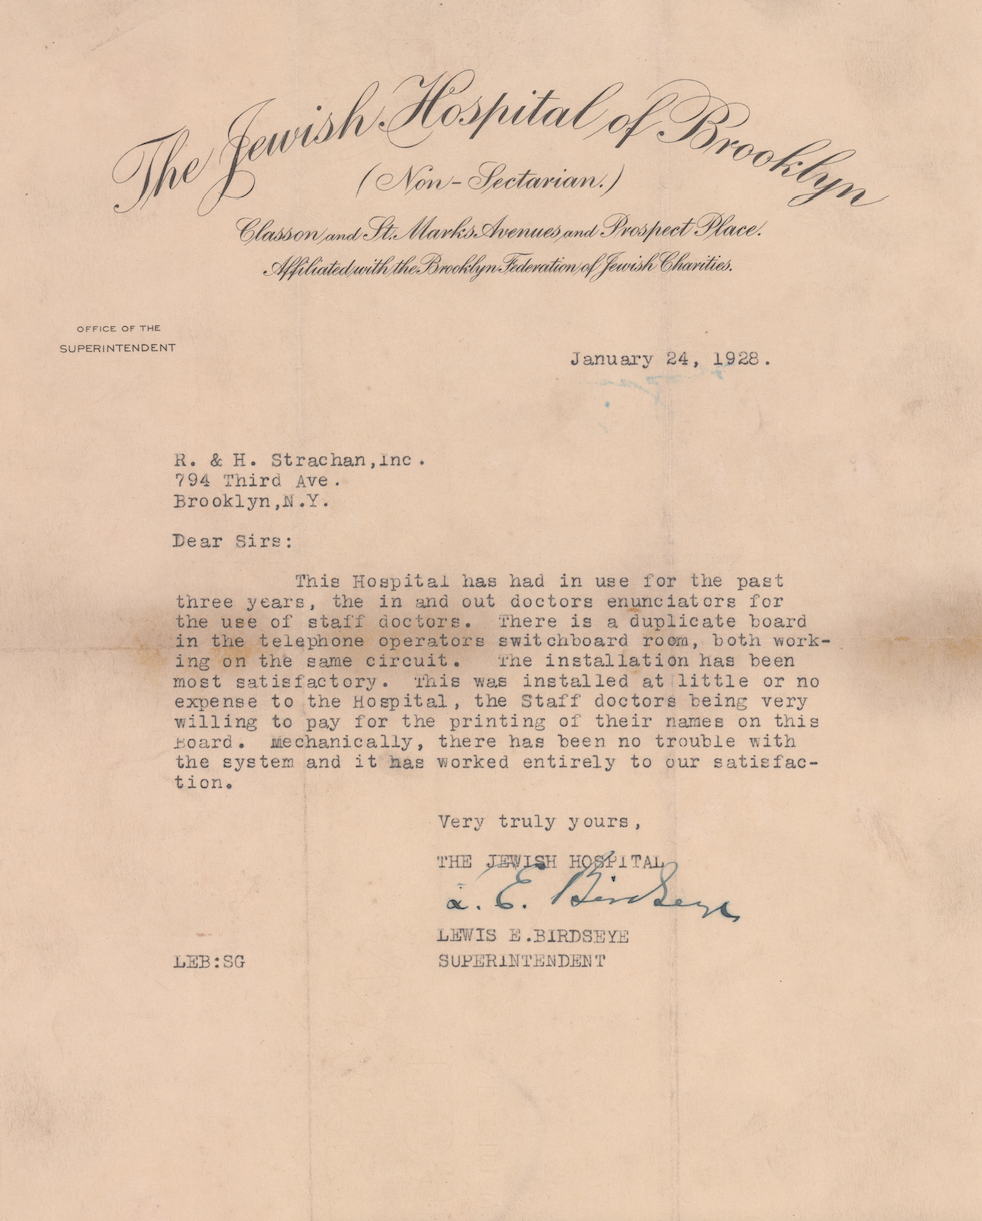 The Jewish Hospital of Brooklyn
(Non-Sectarian.)
Classon and St. Marks Avenues and Prospect Place.
Affiliated with the Brooklyn Federation of Jewish Charities.
OFFICE OF THE
SUPERINTENDENT
January 24, 1928.
R. & H. Strachan,Inc.
794 Third Ave.
Brooklyn,N.Y.
Dear Sirs:
This Hospital has had in use for the past
three years, the in and out doctors enunciators for
the use of staff doctors. There is a duplicate board
in the telephone operators switchboard room, both work-
ing on the same circuit. The installation has been
most satisfactory. This was installed at little or no
expense to the Hospital, the Staff doctors being very
willing to pay for the printing of their names on this
Board. Mechanically, there has been no trouble with
the system and it has worked entirely to our satisfac-
tion.
Very truly yours,
THE JEWISH HOSPITAL
L. E. Birdseye
LEWIS E.BIRDSEYE
LEB:SG SUPERINTENDENT